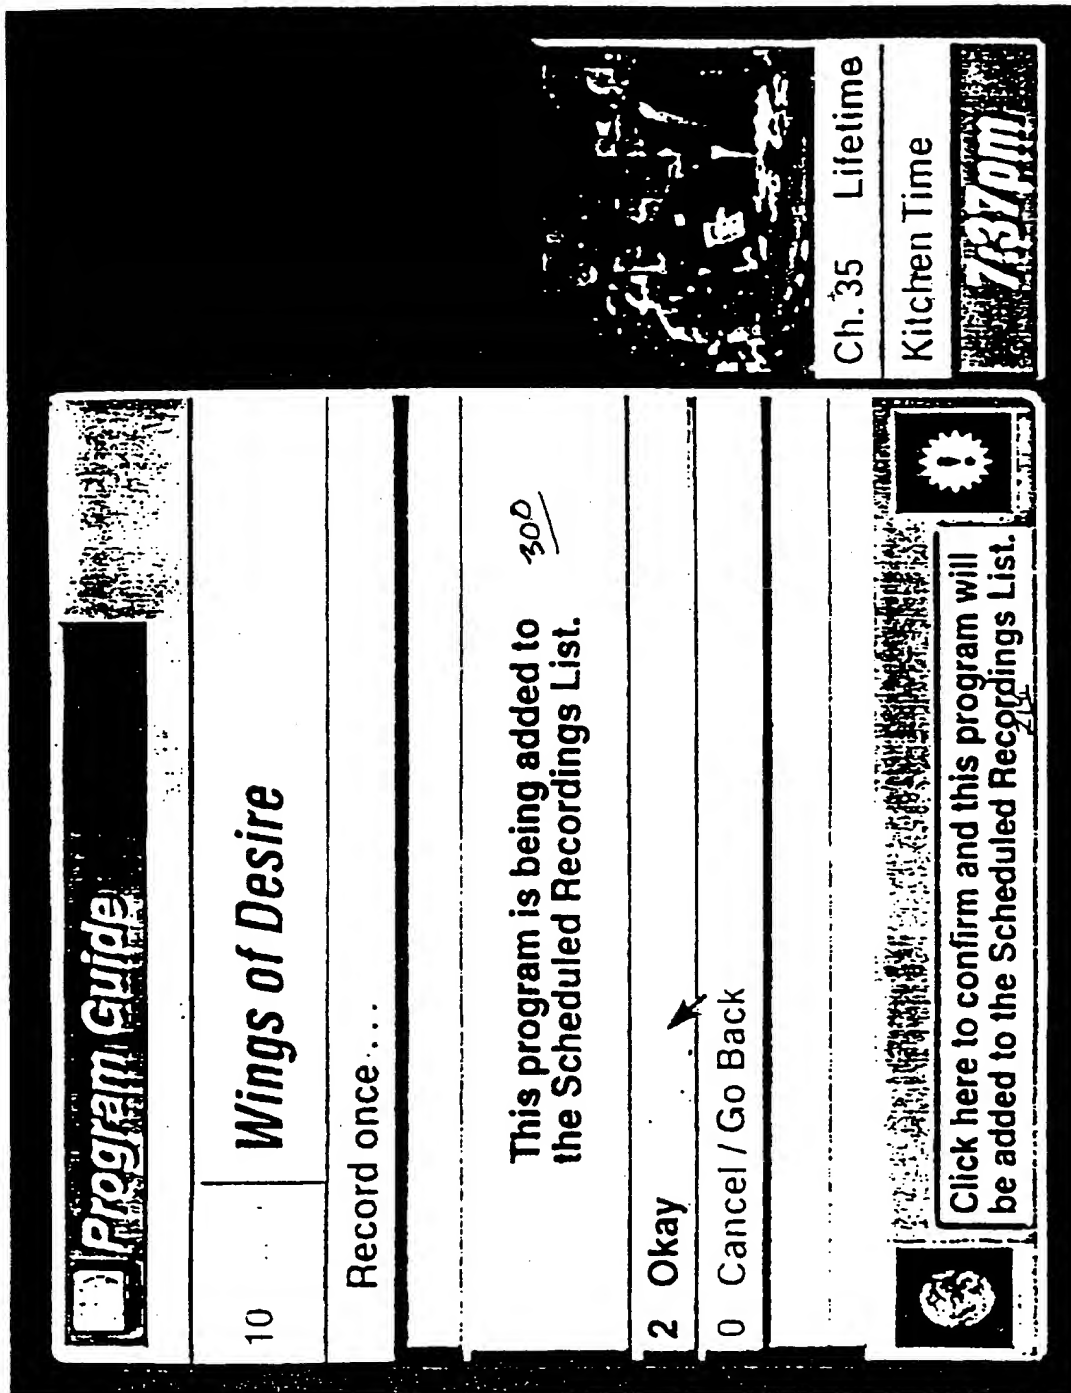 Program Guide
10 Wings of Desire
Record once...
This program is being added to
the Scheduled Recordings List.
300
2 Okay
0 Cancel / Go Back
Click here to confirm and this program will
be added to the Scheduled Recordings List.
214
!
Ch. 35 Lifetime
Kitchen Time
7:37pm